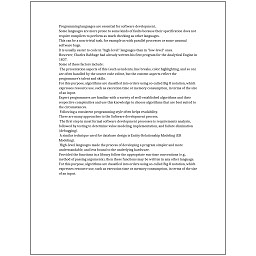 Programming languages are essential for software development.
Some languages are more prone to some kinds of faults because their specification does not
require compilers to perform as much checking as other languages.
This can be a non-trivial task, for example as with parallel processes or some unusual
software bugs.
It is usually easier to code in "high-level" languages than in "low-level" ones.
However, Charles Babbage had already written his first program for the Analytical Engine in
1837.
Some of these factors include:
The presentation aspects of this (such as indents, line breaks, color highlighting, and so on)
are often handled by the source code editor, but the content aspects reflect the
programmer's talent and skills.
For this purpose, algorithms are classified into orders using so-called Big O notation, which
expresses resource use, such as execution time or memory consumption, in terms of the size
of an input.
Expert programmers are familiar with a variety of well-established algorithms and their
respective complexities and use this knowledge to choose algorithms that are best suited to
the circumstances.
Following a consistent programming style often helps readability.
There are many approaches to the Software development process.
The first step in most formal software development processes is requirements analysis,
followed by testing to determine value modeling, implementation, and failure elimination
(debugging).
A similar technique used for database design is Entity-Relationship Modeling (ER
Modeling).
High-level languages made the process of developing a program simpler and more
understandable, and less bound to the underlying hardware.
Provided the functions in a library follow the appropriate run-time conventions (e.g.,
method of passing arguments), then these functions may be written in any other language.
For this purpose, algorithms are classified into orders using so-called Big O notation, which
expresses resource use, such as execution time or memory consumption, in terms of the size
of an input.